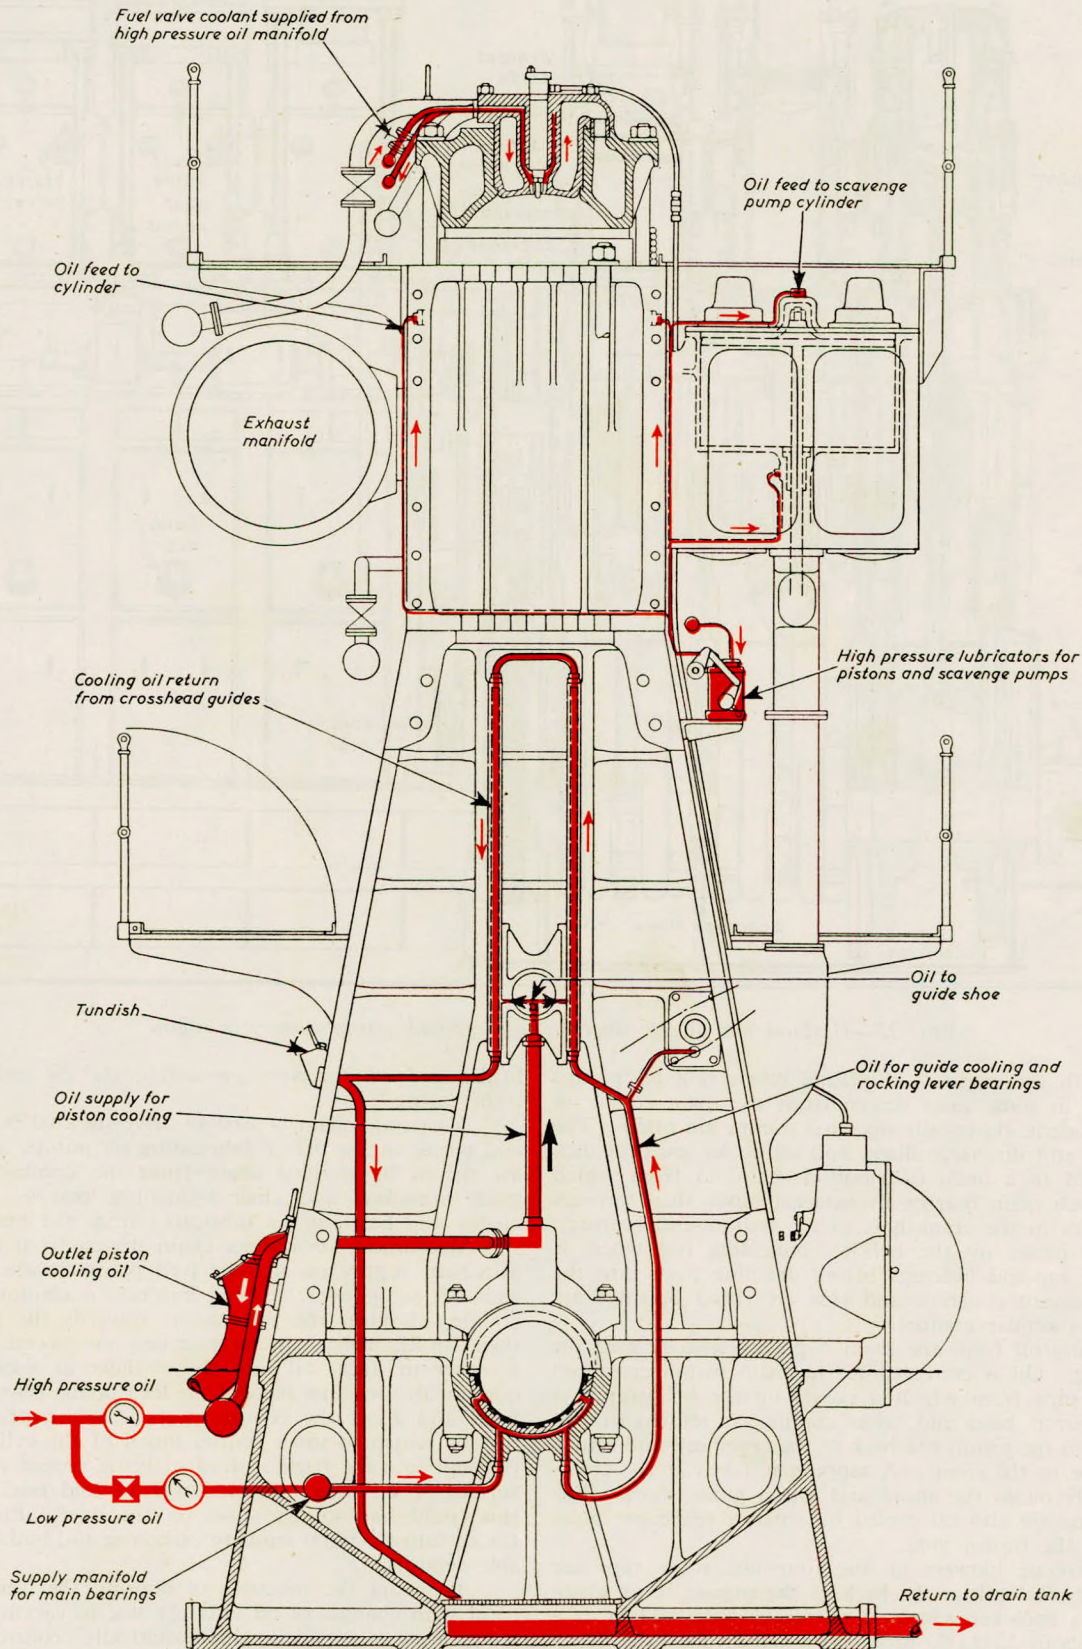 Fuel valve coolant supplied from
high pressure oil manifold
Oil feed to scavenge
pump cylinder
Oil feed to
cylinder
Exhaust
manifold
Cooling oil return
from crosshead guides
High pressure lubricators for
pistons and scavenge pumps
Oil to
guide shoe
Tundish
Oil supply for
piston cooling
Oil for guide cooling and
rocking lever bearings
Outlet piston
cooling oil
High pressure oil
Low pressure oil
Supply manifold
for main bearings
Return to drain tank